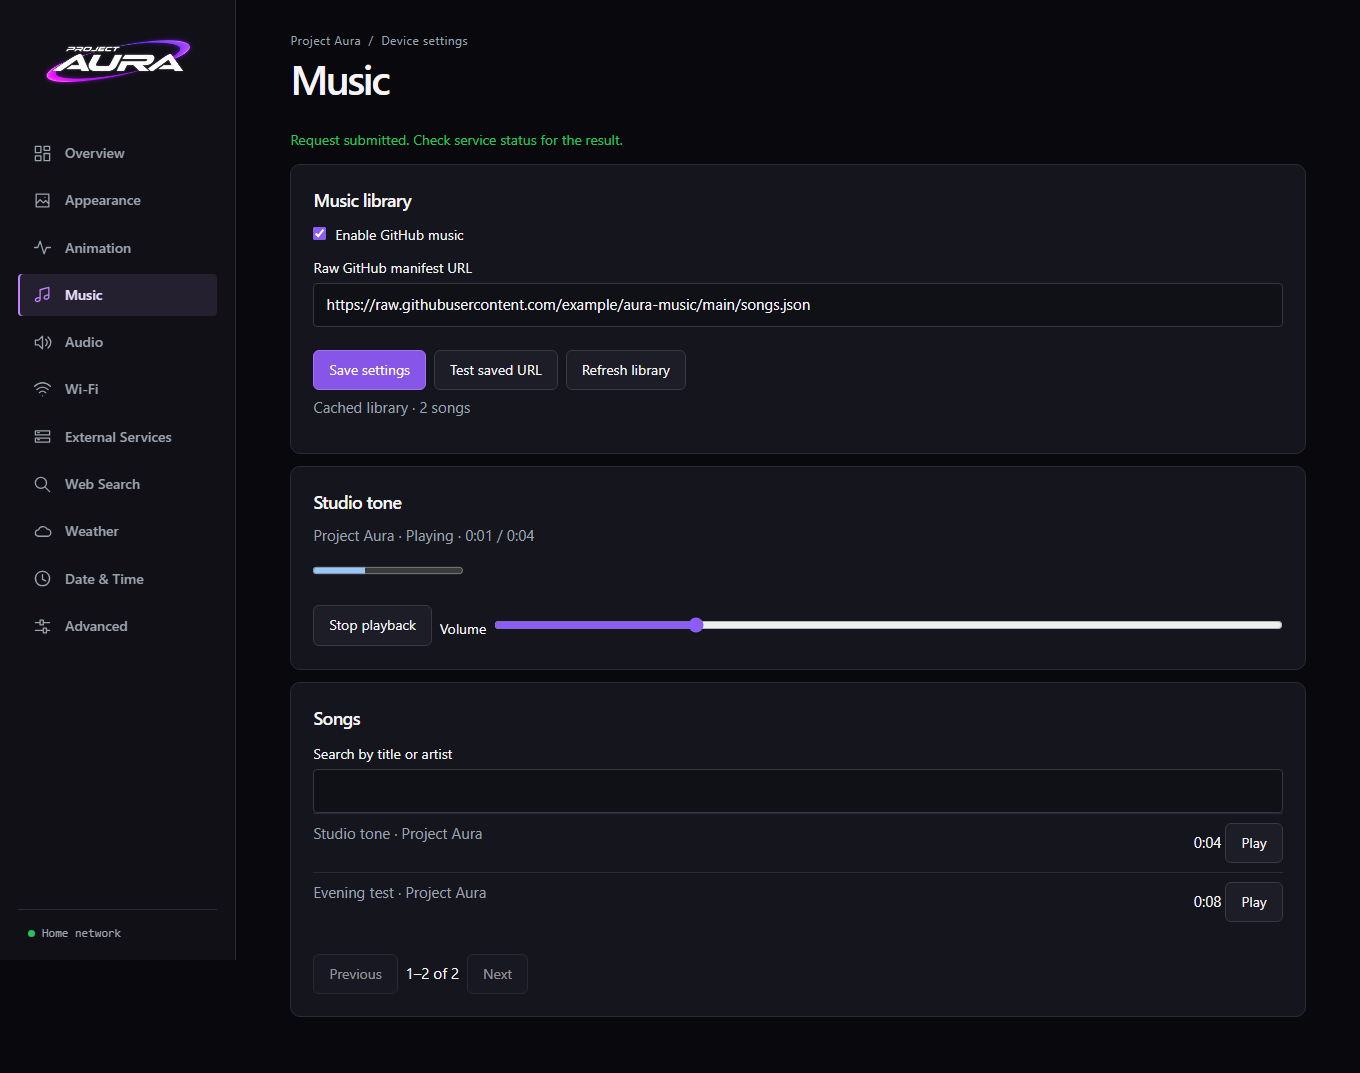 PROJECT
AURA
Overview
Appearance
Animation
Music
Audio
Wi-Fi
External Services
Web Search
Weather
Date & Time
Advanced
Home network
Project Aura / Device settings
Music
Request submitted. Check service status for the result.
Music library
Enable GitHub music
Raw GitHub manifest URL
https://raw.githubusercontent.com/example/aura-music/main/songs.json
Save settings Test saved URL Refresh library
Cached library · 2 songs
Studio tone
Project Aura · Playing · 0:01 / 0:04
Stop playback Volume
Songs
Search by title or artist
Studio tone · Project Aura 0:04 Play
Evening test · Project Aura 0:08 Play
Previous 1–2 of 2 Next